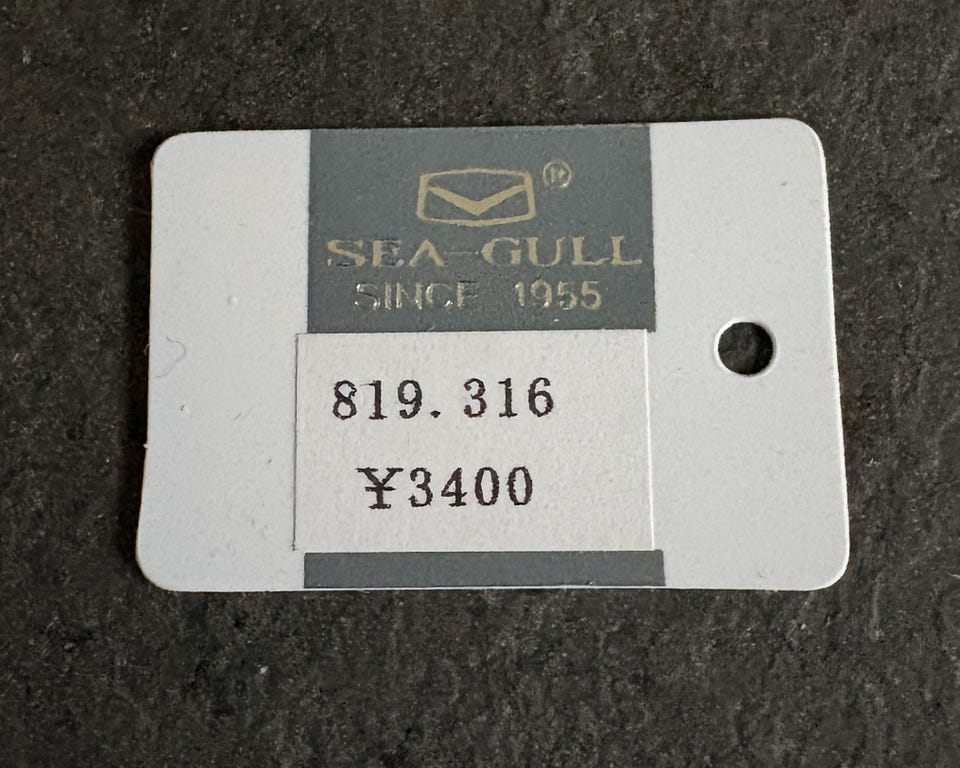 ®
SEA-GULL
SINCE 1955
819.316
¥3400